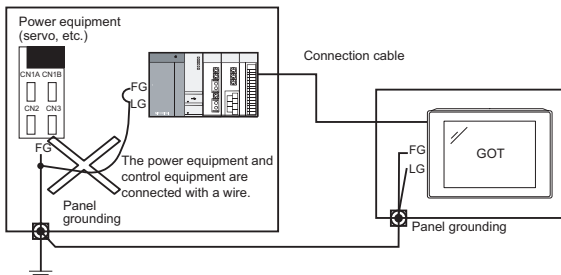 Power equipment
(servo, etc.)
CN1A CN1B
CN2 CN3
FG
FG
LG
The power equipment and
control equipment are
connected with a wire.
Panel
grounding
Connection cable
FG
LG
GOT
Panel grounding